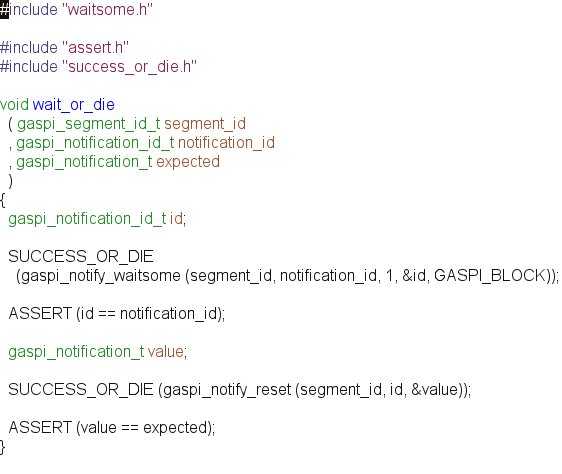 #include "waitsome.h"
#include "assert.h"
#include "success_or_die.h"
void wait_or_die
( gaspi_segment_id_t segment_id
, gaspi_notification_id_t notification_id
, gaspi_notification_t expected
)
{
gaspi_notification_id_t id;
SUCCESS_OR_DIE
(gaspi_notify_waitsome (segment_id, notification_id, 1, &id, GASPI_BLOCK));
ASSERT (id == notification_id);
gaspi_notification_t value;
SUCCESS_OR_DIE (gaspi_notify_reset (segment_id, id, &value));
ASSERT (value == expected);
}